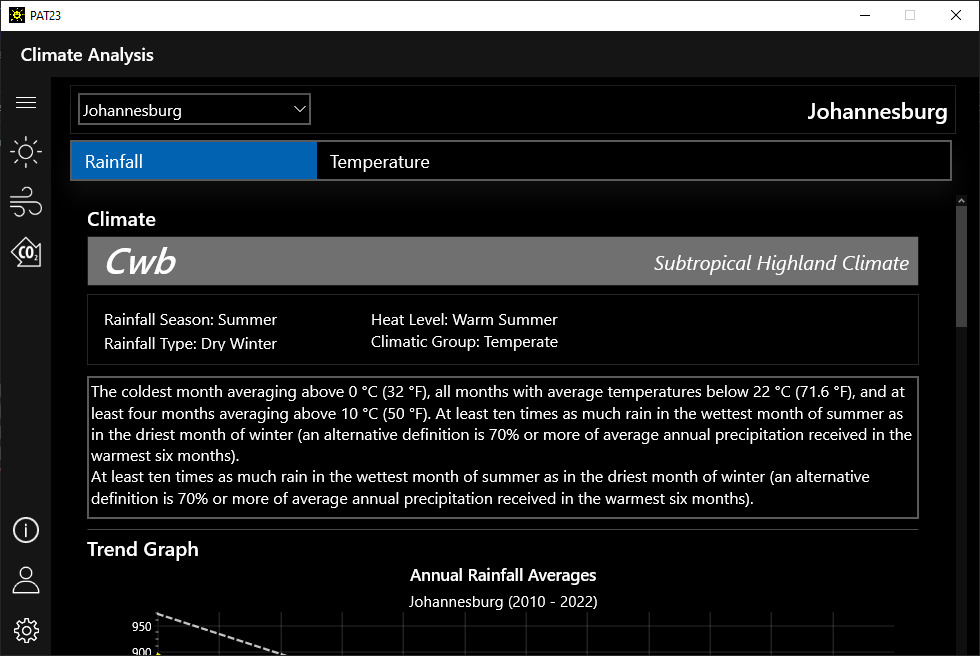 PAT23
Climate Analysis
Johannesburg
Johannesburg
Rainfall
Temperature
CO₂
Climate
Cwb
Subtropical Highland Climate
Rainfall Season: Summer
Heat Level: Warm Summer
Rainfall Type: Dry Winter
Climatic Group: Temperate
The coldest month averaging above 0 °C (32 °F), all months with average temperatures below 22 °C (71.6 °F), and at
least four months averaging above 10 °C (50 °F). At least ten times as much rain in the wettest month of summer as
in the driest month of winter (an alternative definition is 70% or more of average annual precipitation received in the
warmest six months).
At least ten times as much rain in the wettest month of summer as in the driest month of winter (an alternative
definition is 70% or more of average annual precipitation received in the warmest six months).
Trend Graph
Annual Rainfall Averages
Johannesburg (2010 - 2022)
950
900